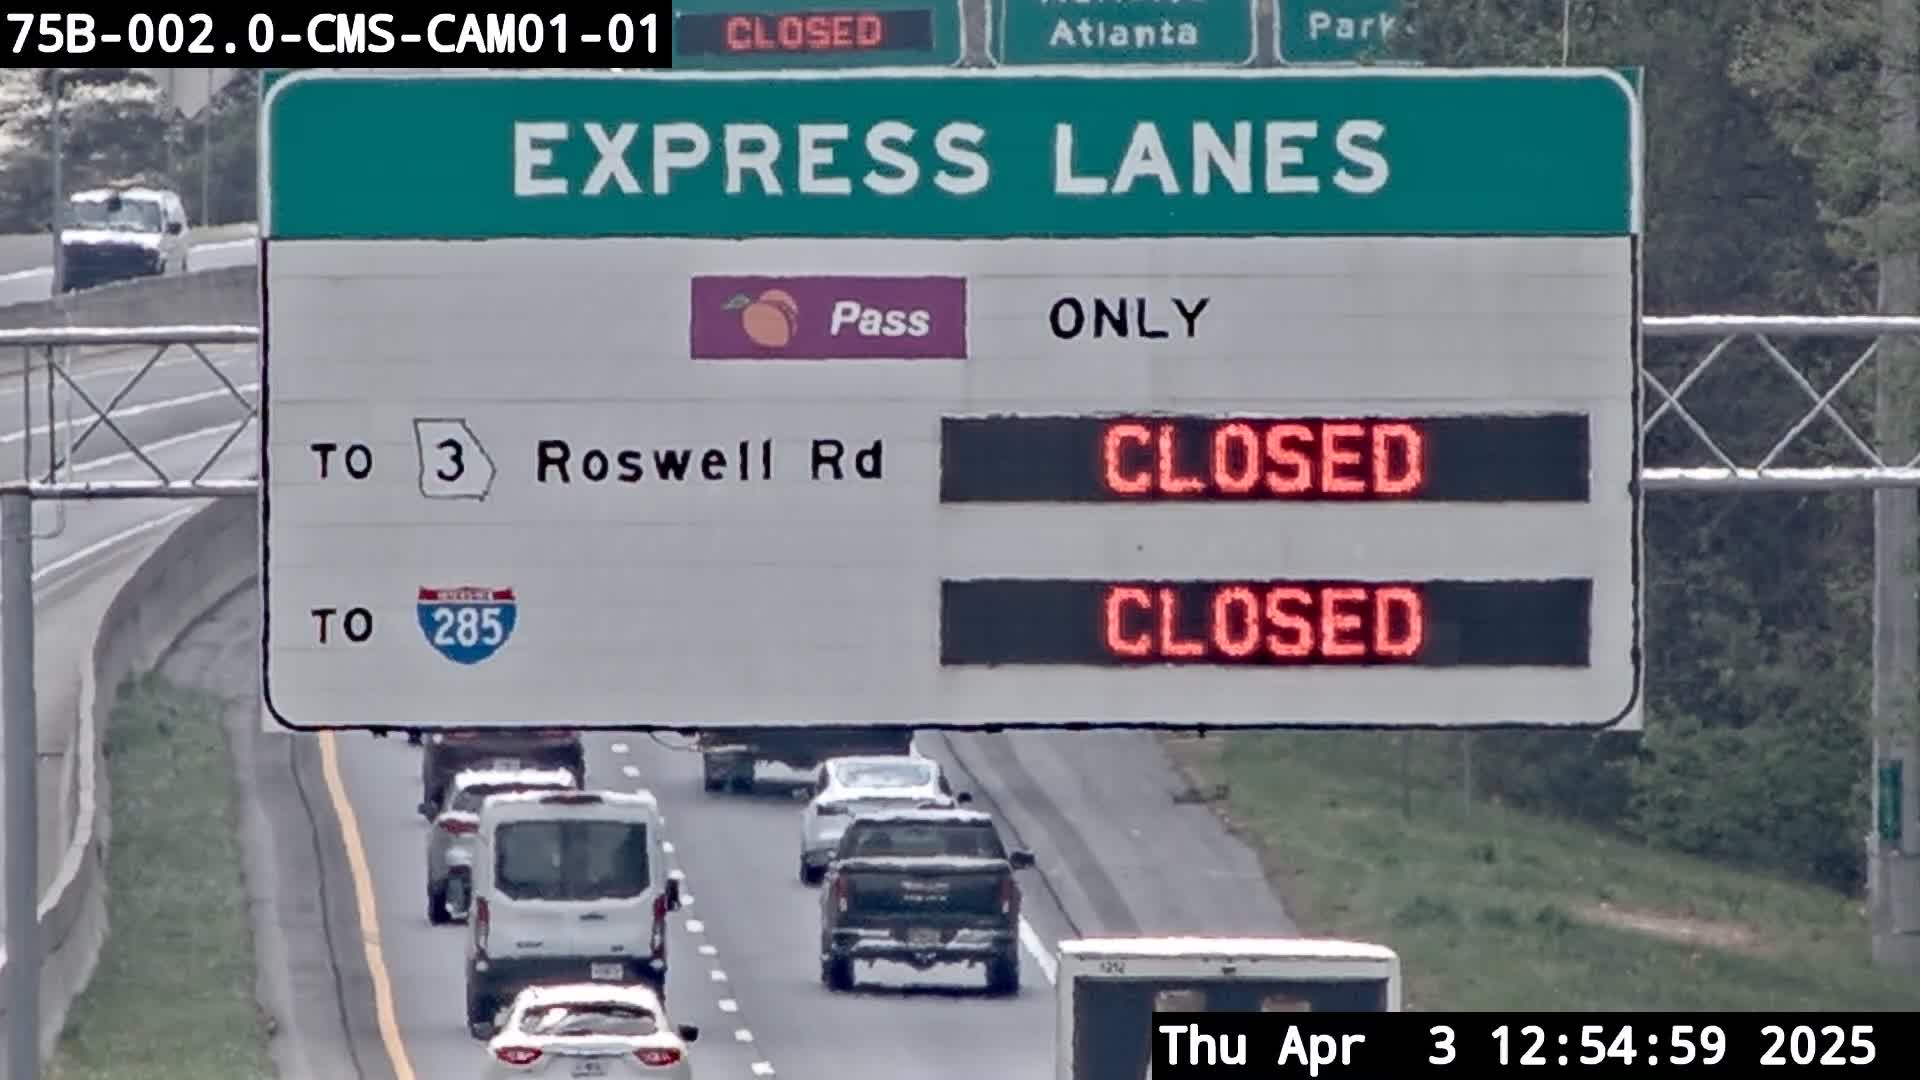 75B-002.0-CMS-CAM01-01
CLOSED
Atlanta
Park
EXPRESS LANES
Pass ONLY
TO 3 Roswell Rd CLOSED
TO INTERSTATE 285 CLOSED
Thu Apr 3 12:54:59 2025